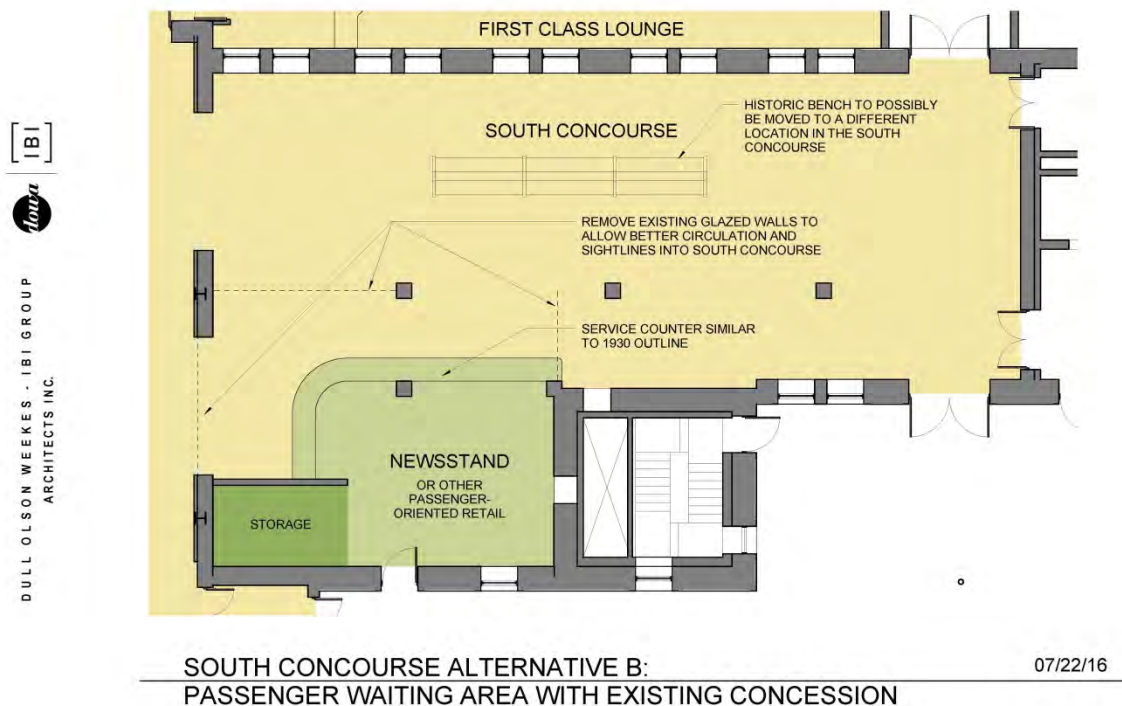 FIRST CLASS LOUNGE
SOUTH CONCOURSE
HISTORIC BENCH TO POSSIBLY
BE MOVED TO A DIFFERENT
LOCATION IN THE SOUTH
CONCOURSE
REMOVE EXISTING GLAZED WALLS TO
ALLOW BETTER CIRCULATION AND
SIGHTLINES INTO SOUTH CONCOURSE
SERVICE COUNTER SIMILAR
TO 1930 OUTLINE
NEWSSTAND
OR OTHER
PASSENGER-
ORIENTED RETAIL
STORAGE
[IBI]
dowa
DULL OLSON WEEKES - IBI GROUP
ARCHITECTS INC.
SOUTH CONCOURSE ALTERNATIVE B:
07/22/16
PASSENGER WAITING AREA WITH EXISTING CONCESSION